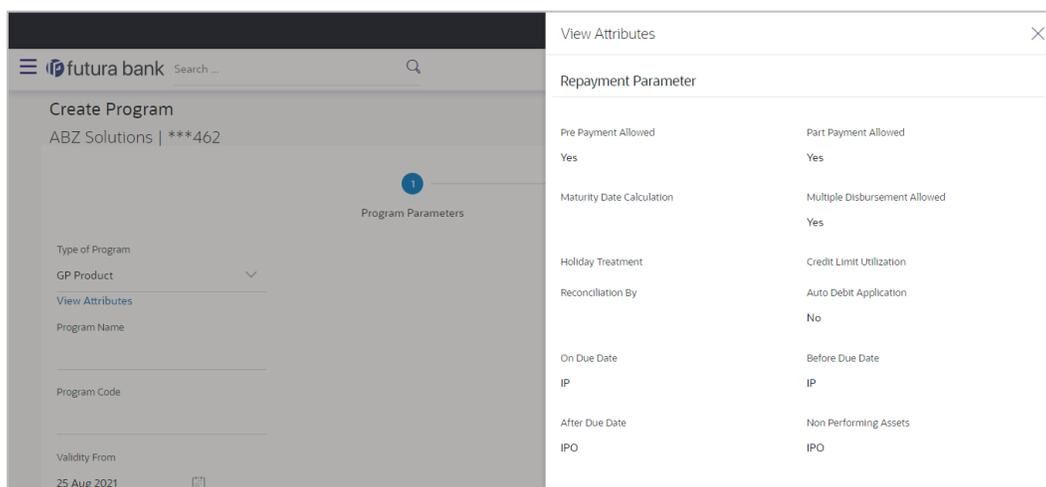 futura bank Search ...
Create Program
ABZ Solutions | ***462
1
Program Parameters
Type of Program
GP Product
View Attributes
Program Name
Program Code
Validity From
25 Aug 2021
View Attributes
Repayment Parameter
Pre Payment Allowed Part Payment Allowed
Yes Yes
Maturity Date Calculation Multiple Disbursement Allowed
Yes
Holiday Treatment Credit Limit Utilization
Reconciliation By Auto Debit Application
No
On Due Date Before Due Date
IP IP
After Due Date Non Performing Assets
IPO IPO